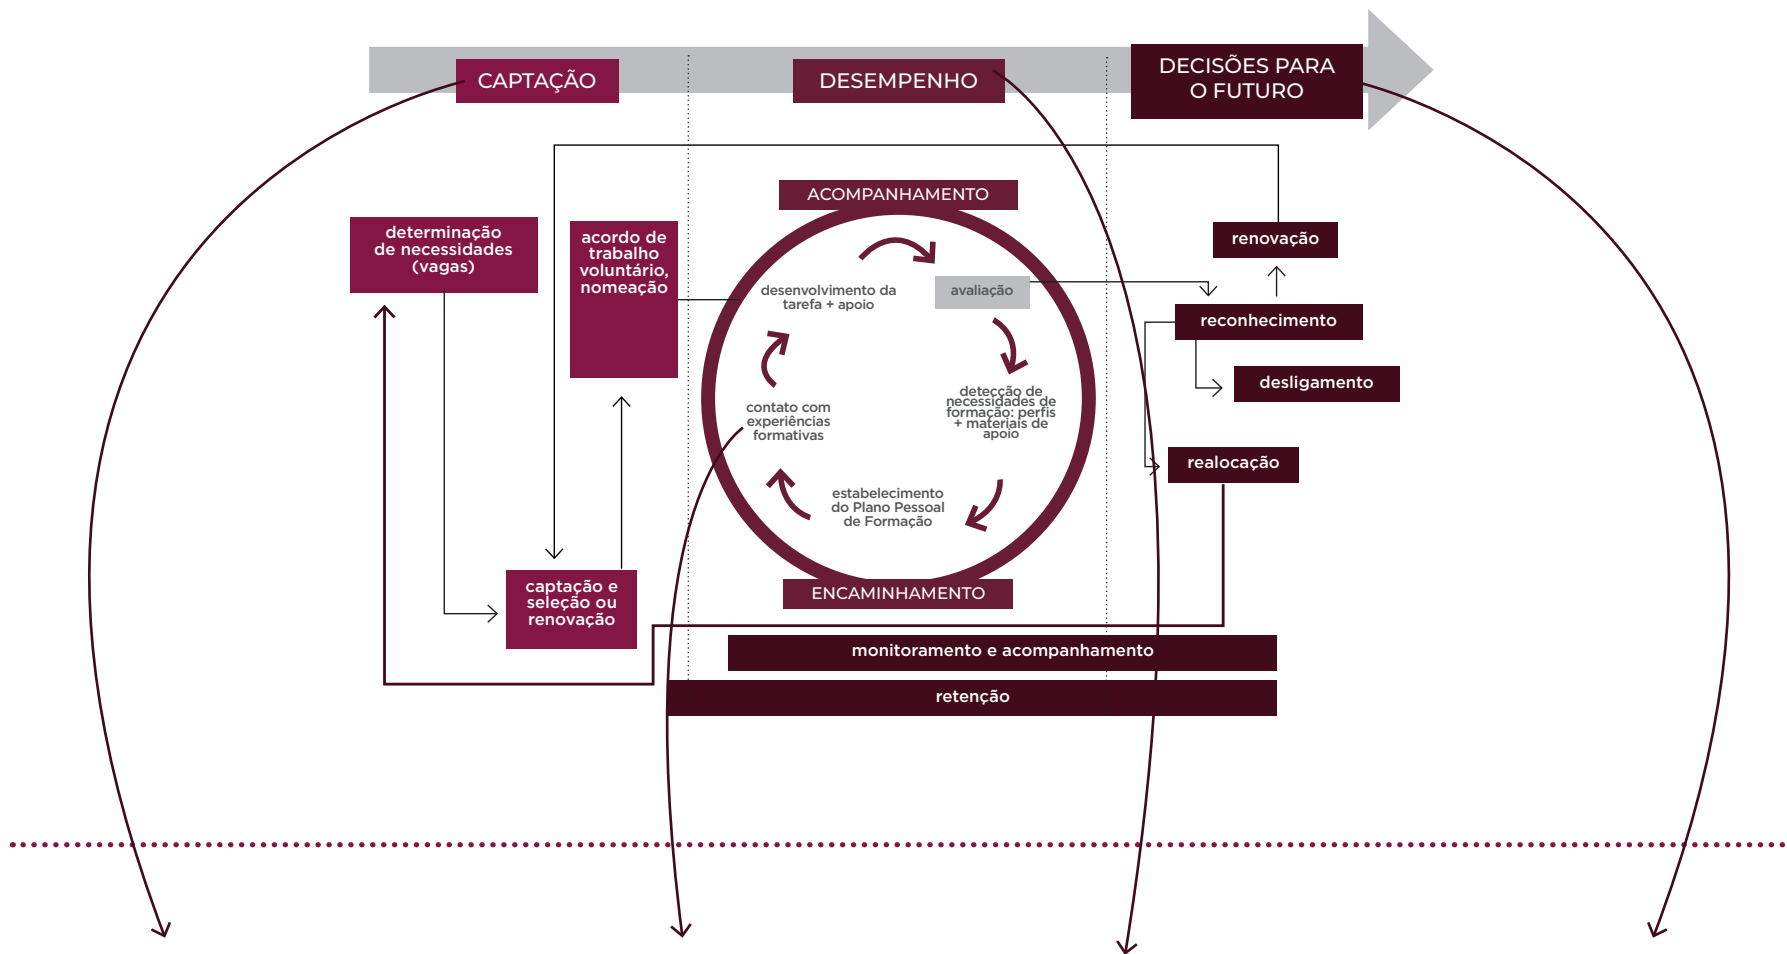 CAPTAÇÃO
DESEMPENHO
DECISÕES PARA
O FUTURO
ACOMPANHAMENTO
determinação
de necessidades
(vagas)
acordo de
trabalho
voluntário,
nomeação
renovação
desenvolvimento da
tarefa + apoio
avaliação
reconhecimento
desligamento
contato com
experiências
formativas
detecção de
necessidades de
formação: perfis
+ materiais de
apoio
realocação
estabelecimento
do Plano Pessoal
de Formação
captação e
seleção ou
renovação
ENCAMINHAMENTO
monitoramento e acompanhamento
retenção